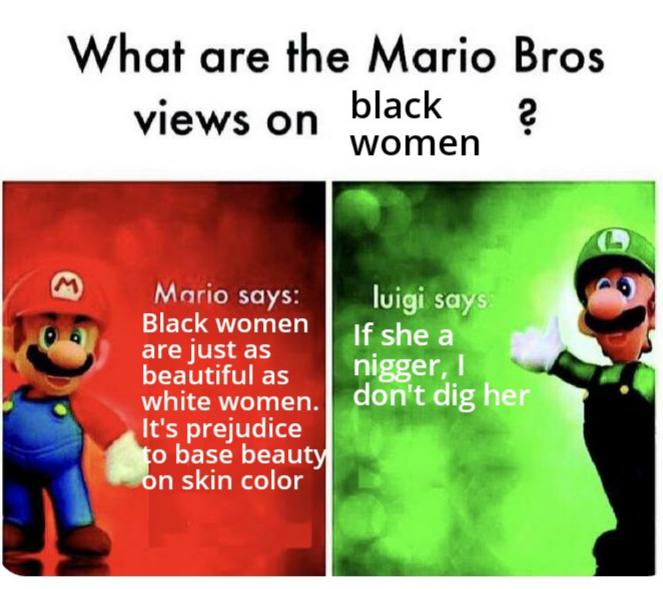 What are the Mario Bros
views on black women ?
Mario says:
Black women
are just as
beautiful as
white women.
It's prejudice
to base beauty
on skin color
luigi says:
If she a
nigger, I
don't dig her
M
L